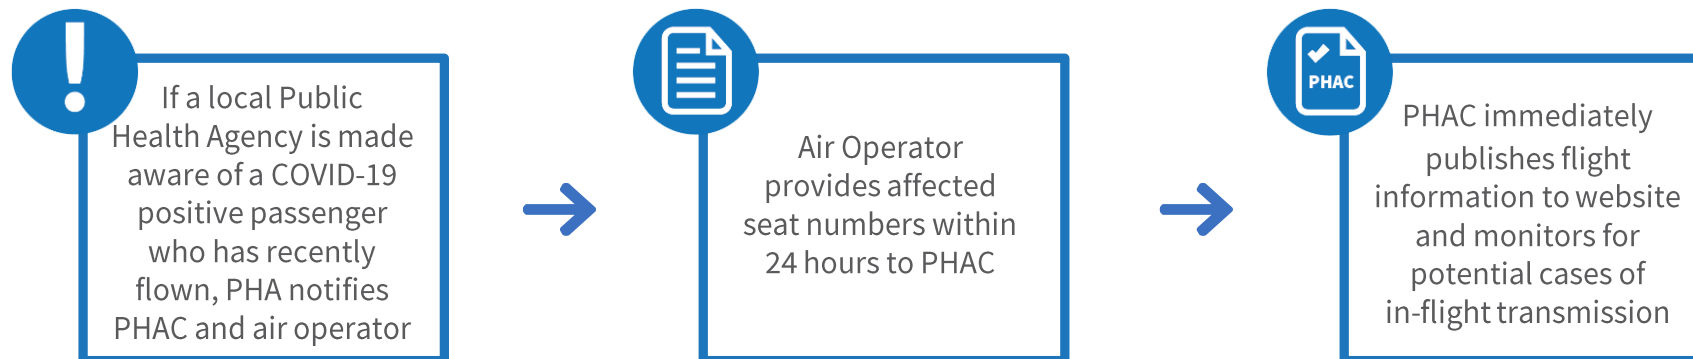 If a local Public
Health Agency is made
aware of a COVID-19
positive passenger
who has recently
flown, PHA notifies
PHAC and air operator
Air Operator
provides affected
seat numbers within
24 hours to PHAC
PHAC
PHAC immediately
publishes flight
information to website
and monitors for
potential cases of
in-flight transmission